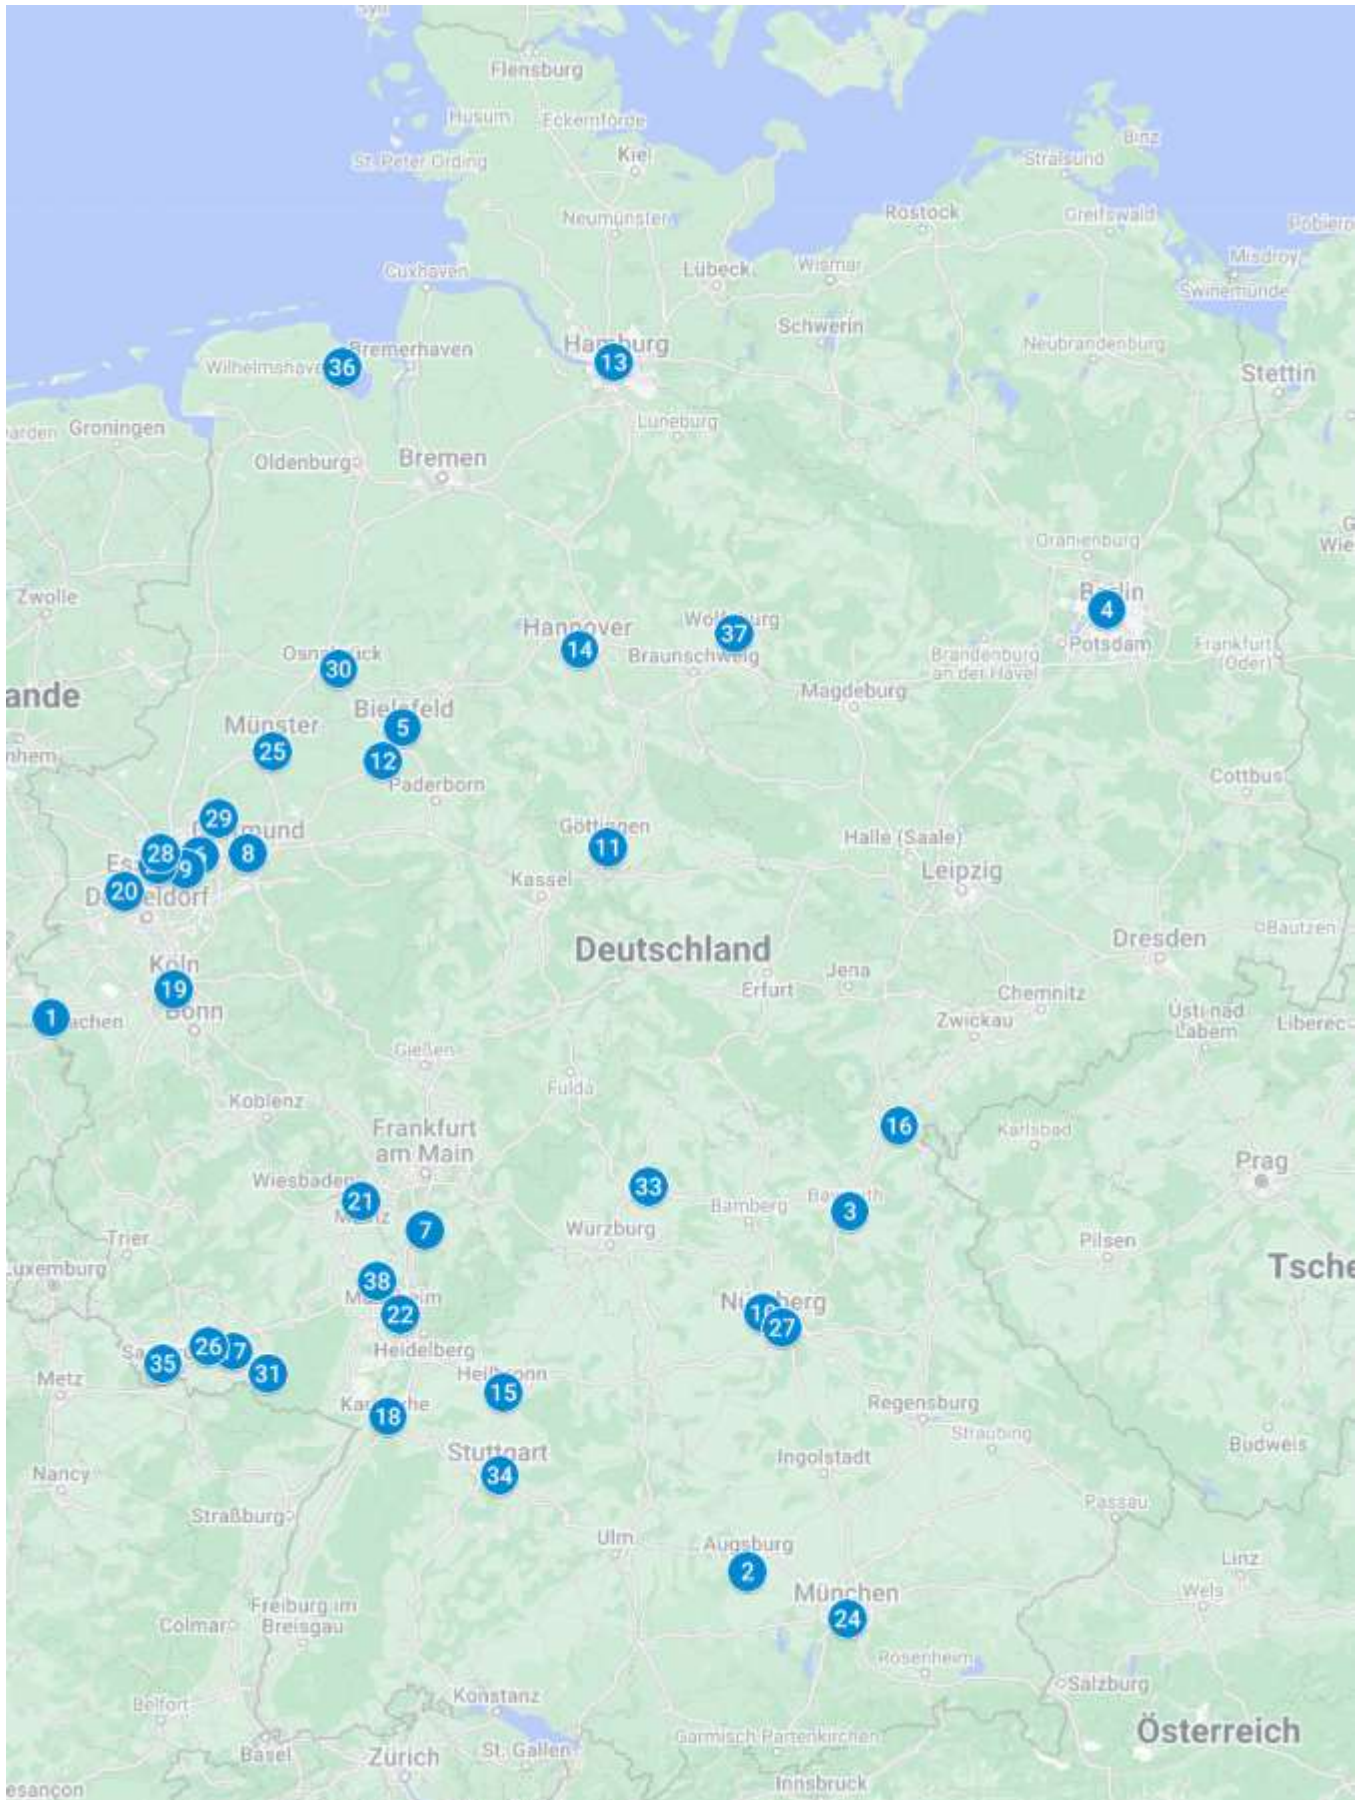 Flensburg
Husum
Eckernförde
Binz
Kiel
St. Peter Ording
Stralsund
Neumünster
Rostock
Greifswald
Cuxhaven
Lübeck
Wismar
Misdroy
Swinemünde
Schwerin
Hamburg
13
Neubrandenburg
Bremerhaven
36
Stettin
Groningen
Lüneburg
Oldenburg
Bremen
Oranienburg
Zwolle
Berlin
4
Potsdam
Hannover
14
Wolfsburg
37
Braunschweig
Brandenburg
an der Havel
Frankfurt
(Oder)
Osnabrück
30
Magdeburg
Bielefeld
5
Münster
25
12
Paderborn
Cottbus
29
28
9
8
Göttingen
11
Halle (Saale)
Leipzig
20
Kassel
Deutschland
Dresden
Bautzen
Köln
19
Jena
Erfurt
Chemnitz
1
Bonn
Zwickau
Usti nad
Labem
Liberec
Gießen
Fulda
Koblenz
16
Karlsbad
Frankfurt
am Main
Prag
Wiesbaden
21
33
Bamberg
3
7
Würzburg
Trier
Pilsen
Luxemburg
38
22
Nürnberg
27
Heidelberg
26
35
31
Metz
Heilbronn
15
Karlsruhe
18
Regensburg
Straubing
Stuttgart
34
Ingolstadt
Budweis
Nancy
Straßburg
Passau
Ulm
Augsburg
2
Linz
München
24
Wels
Freiburg im
Breisgau
Colmar
Rosenheim
Salzburg
Belfort
Konstanz
Österreich
Garmisch Partenkirchen
Basel
Zürich
St. Gallen
Innsbruck